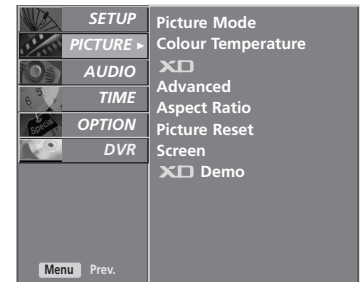 SETUP
PICTURE ►
AUDIO
TIME
OPTION
DVR
Picture Mode
Colour Temperature
XD
Advanced
Aspect Ratio
Picture Reset
Screen
XD Demo
Special
Menu Prev.